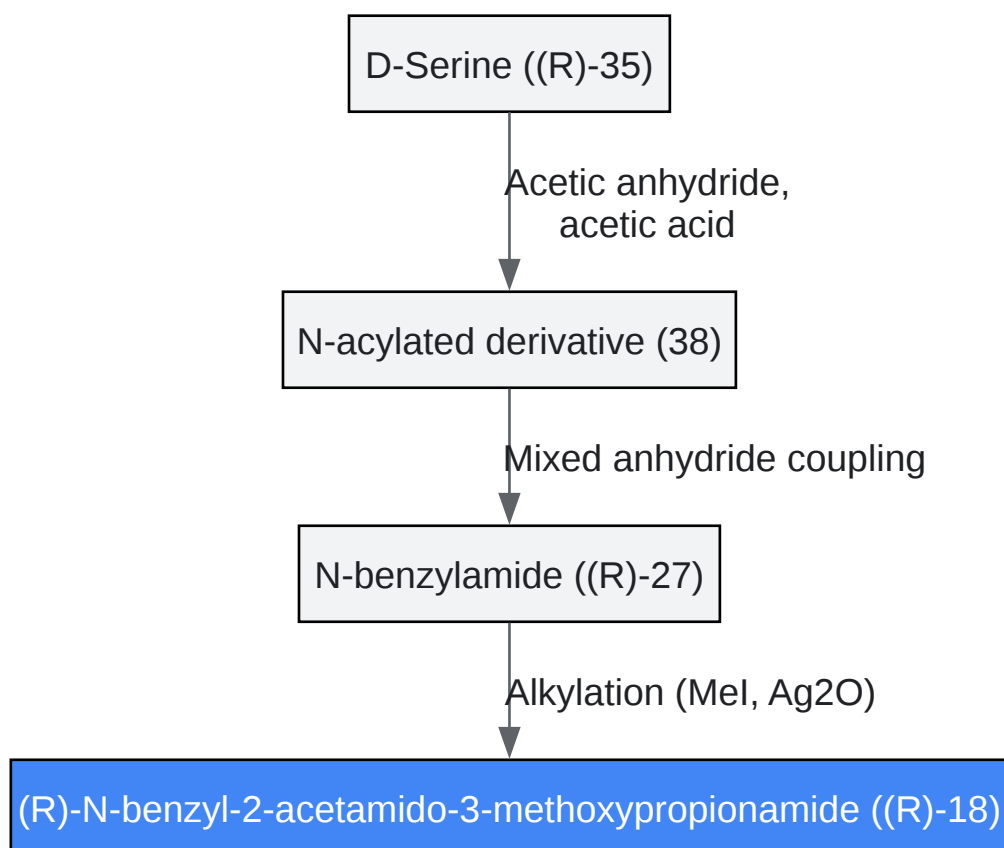 D-Serine ((R)-35)
Acetic anhydride,
acetic acid
N-acylated derivative (38)
Mixed anhydride coupling
N-benzylamide ((R)-27)
Alkylation (MeI, Ag2O)
(R)-N-benzyl-2-acetamido-3-methoxypropionamide ((R)-18)